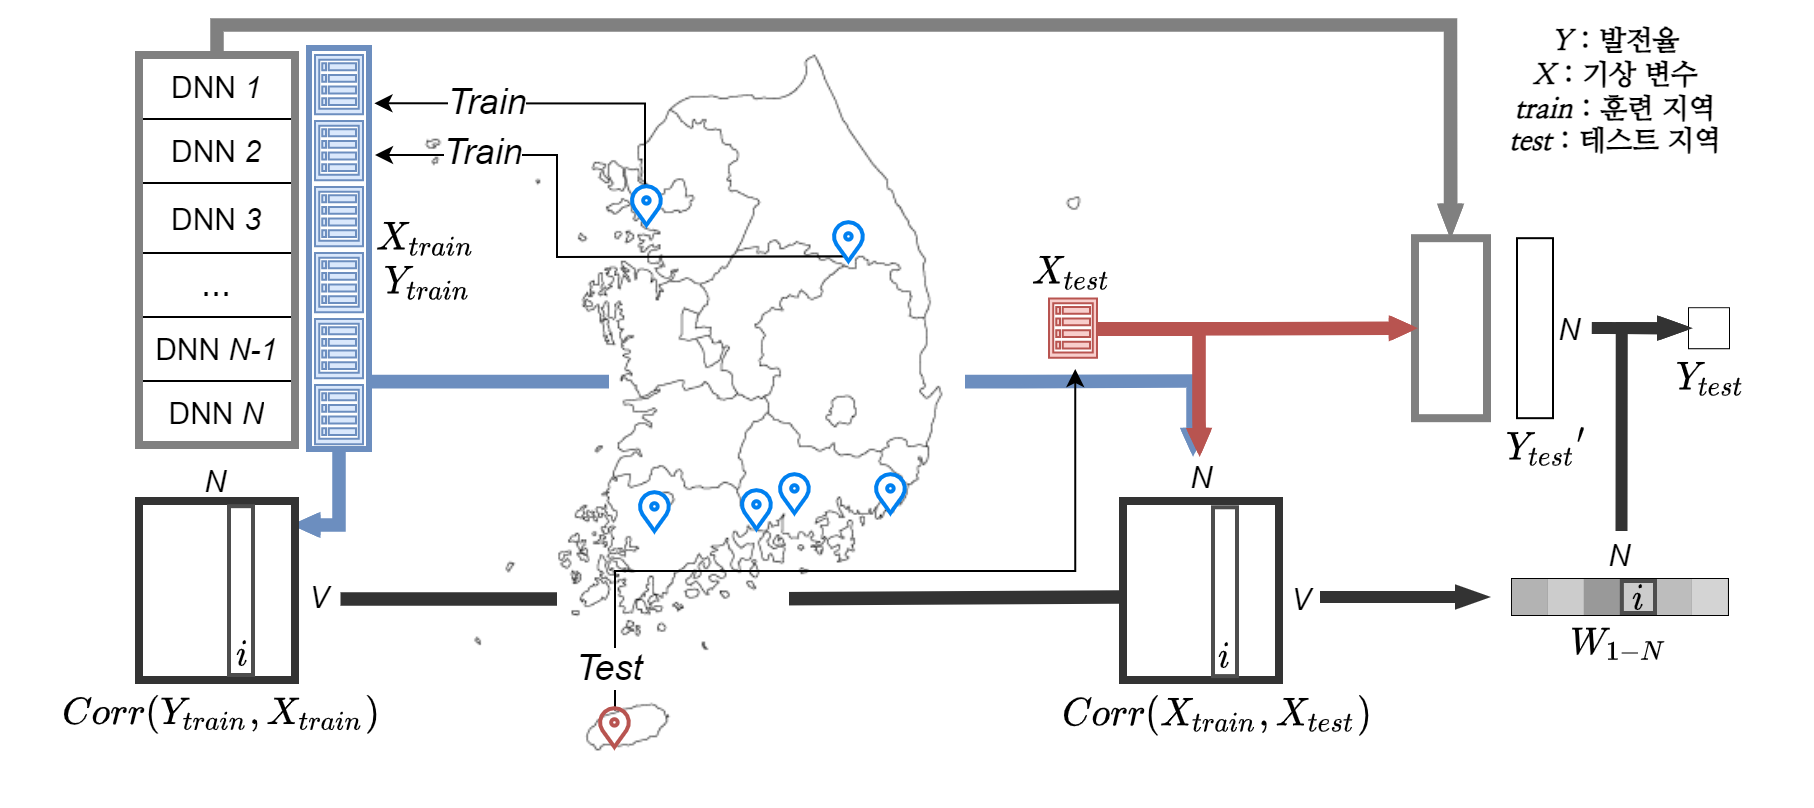 Y : 발전율
X : 기상 변수
train : 훈련 지역
test : 테스트 지역
DNN 1
DNN 2
DNN 3
...
DNN N-1
DNN N
Train
Train
X_{train}
Y_{train}
X_{test}
N
Y_{test}
Y_{test}'
N
N
N
V
i
V
i
i
W_{1-N}
Test
Corr(Y_{train}, X_{train})
Corr(X_{train}, X_{test})